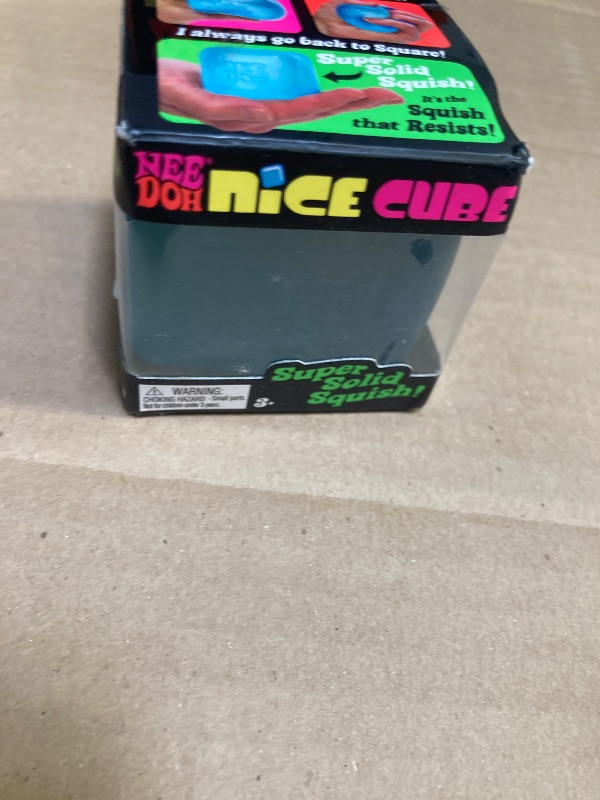 I always go back to Square!
Super
Solid
Squish!
It's the
Squish
that Resists!
NEE
DOH
NiCE CUBE
Super
Solid
Squish!
WARNING:
CHOKING HAZARD - Small parts.
Not for children under 3 years.
3+